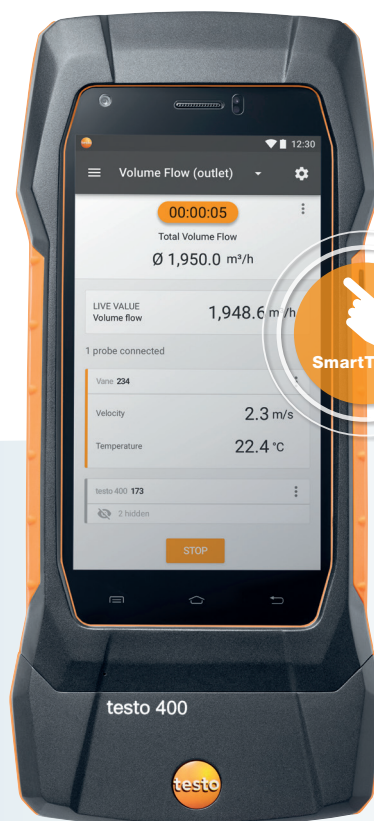 12:30
Volume Flow (outlet)
00:00:05
Total Volume Flow
Ø 1,950.0 m³/h
LIVE VALUE
Volume flow
1,948.6 m³/h
1 probe connected
Vane 234
Velocity 2.3 m/s
Temperature 22.4 °C
testo 400 173
2 hidden
STOP
testo 400
testo